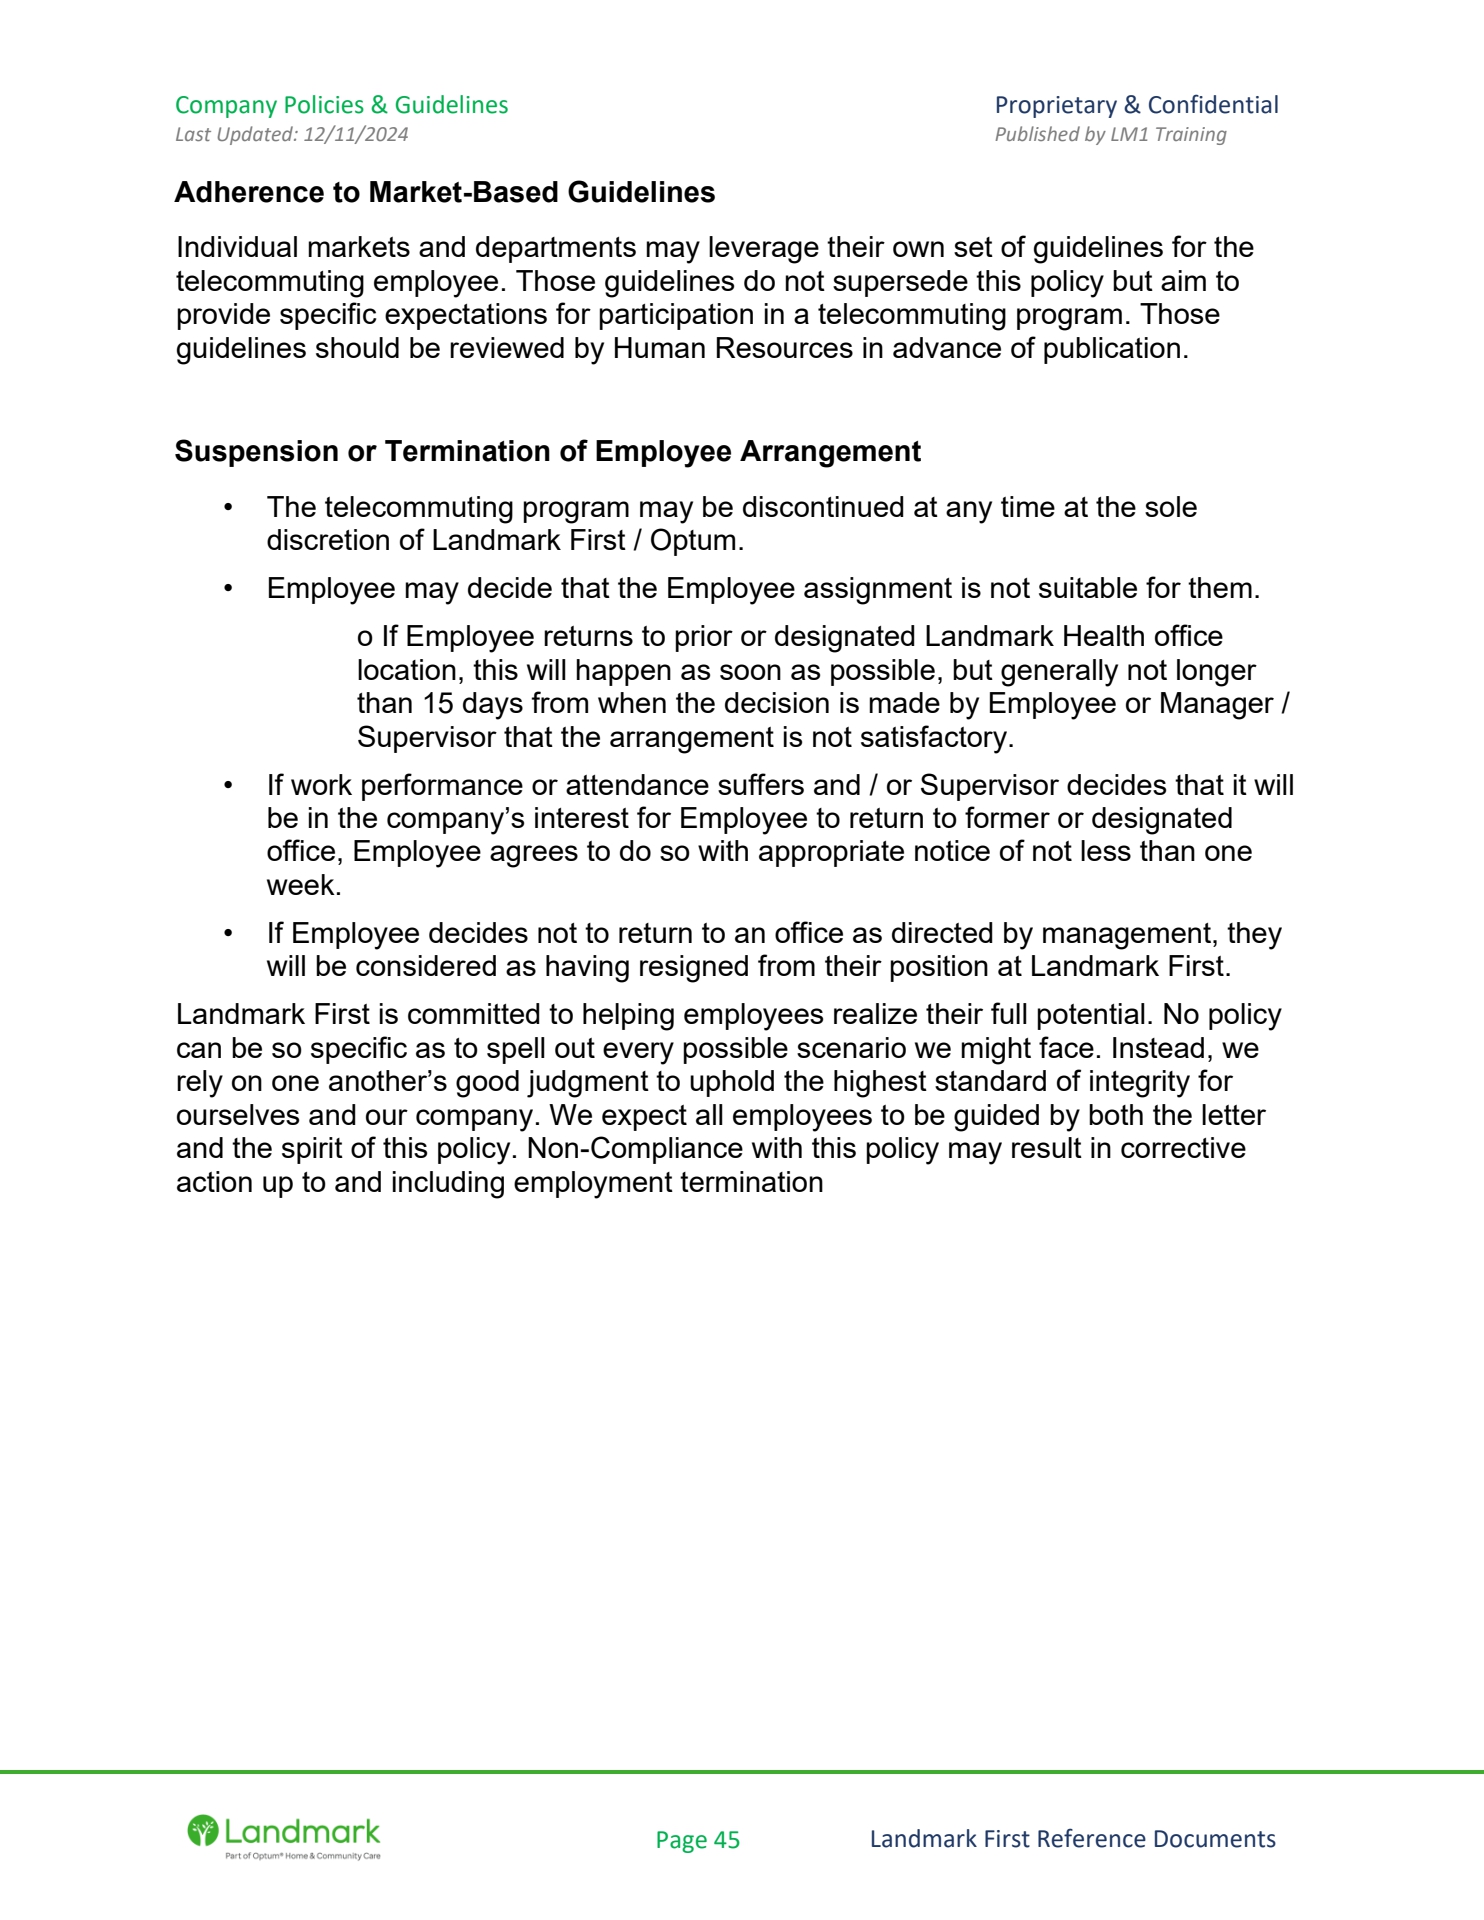 Company Policies & Guidelines
Proprietary & Confidential
Last Updated: 12/11/2024
Published by LM1 Training
Adherence to Market-Based Guidelines
Individual markets and departments may leverage their own set of guidelines for the
telecommuting employee. Those guidelines do not supersede this policy but aim to
provide specific expectations for participation in a telecommuting program. Those
guidelines should be reviewed by Human Resources in advance of publication.
Suspension or Termination of Employee Arrangement
• The telecommuting program may be discontinued at any time at the sole
discretion of Landmark First / Optum.
• Employee may decide that the Employee assignment is not suitable for them.
o If Employee returns to prior or designated Landmark Health office
location, this will happen as soon as possible, but generally not longer
than 15 days from when the decision is made by Employee or Manager /
Supervisor that the arrangement is not satisfactory.
• If work performance or attendance suffers and / or Supervisor decides that it will
be in the company’s interest for Employee to return to former or designated
office, Employee agrees to do so with appropriate notice of not less than one
week.
• If Employee decides not to return to an office as directed by management, they
will be considered as having resigned from their position at Landmark First.
Landmark First is committed to helping employees realize their full potential. No policy
can be so specific as to spell out every possible scenario we might face. Instead, we
rely on one another’s good judgment to uphold the highest standard of integrity for
ourselves and our company. We expect all employees to be guided by both the letter
and the spirit of this policy. Non-Compliance with this policy may result in corrective
action up to and including employment termination
Landmark
Part of Optum® Home & Community Care
Page 45
Landmark First Reference Documents